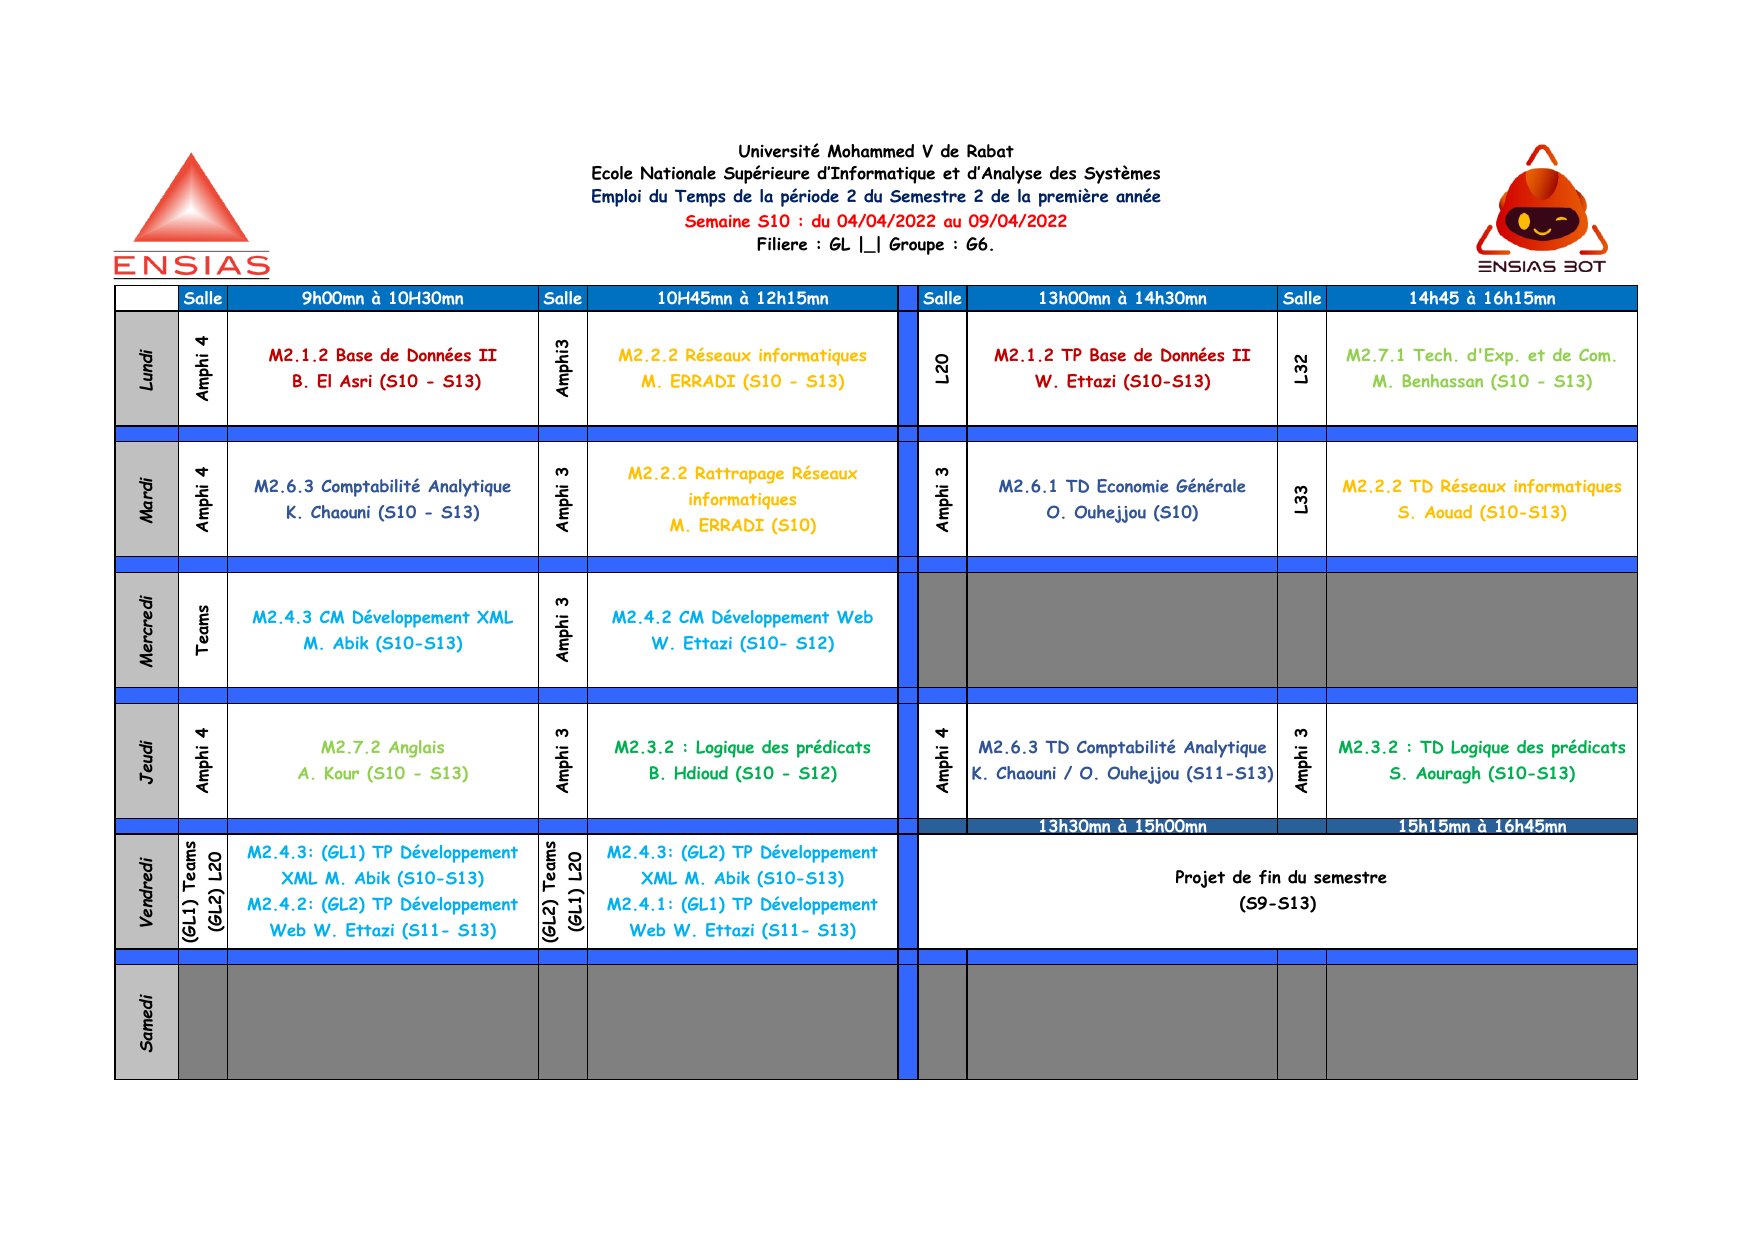 Université Mohammed V de Rabat
Ecole Nationale Supérieure d’Informatique et d’Analyse des Systèmes
Emploi du Temps de la période 2 du Semestre 2 de la première année
Semaine S10 : du 04/04/2022 au 09/04/2022
Filiere : GL |_| Groupe : G6.
ENSIAS
ENSIAS BOT
Salle 9h00mn à 10H30mn Salle 10H45mn à 12h15mn Salle 13h00mn à 14h30mn Salle 14h45 à 16h15mn
Lundi
Amphi 4
M2.1.2 Base de Données II
B. El Asri (S10 - S13)
Amphi3
M2.2.2 Réseaux informatiques
M. ERRADI (S10 - S13)
L20
M2.1.2 TP Base de Données II
W. Ettazi (S10-S13)
L32
M2.7.1 Tech. d'Exp. et de Com.
M. Benhassan (S10 - S13)
Mardi
Amphi 4
M2.6.3 Comptabilité Analytique
K. Chaouni (S10 - S13)
Amphi 3
M2.2.2 Rattrapage Réseaux
informatiques
M. ERRADI (S10)
Amphi 3
M2.6.1 TD Economie Générale
O. Ouhejjou (S10)
L33
M2.2.2 TD Réseaux informatiques
S. Aouad (S10-S13)
Mercredi
Teams
M2.4.3 CM Développement XML
M. Abik (S10-S13)
Amphi 3
M2.4.2 CM Développement Web
W. Ettazi (S10- S12)
Jeudi
Amphi 4
M2.7.2 Anglais
A. Kour (S10 - S13)
Amphi 3
M2.3.2 : Logique des prédicats
B. Hdioud (S10 - S12)
Amphi 4
M2.6.3 TD Comptabilité Analytique
K. Chaouni / O. Ouhejjou (S11-S13)
Amphi 3
M2.3.2 : TD Logique des prédicats
S. Aouragh (S10-S13)
13h30mn à 15h00mn 15h15mn à 16h45mn
Vendredi
(GL1) Teams
(GL2) L20
M2.4.3: (GL1) TP Développement
XML M. Abik (S10-S13)
M2.4.2: (GL2) TP Développement
Web W. Ettazi (S11- S13)
(GL2) Teams
(GL1) L20
M2.4.3: (GL2) TP Développement
XML M. Abik (S10-S13)
M2.4.1: (GL1) TP Développement
Web W. Ettazi (S11- S13)
Projet de fin du semestre
(S9-S13)
Samedi